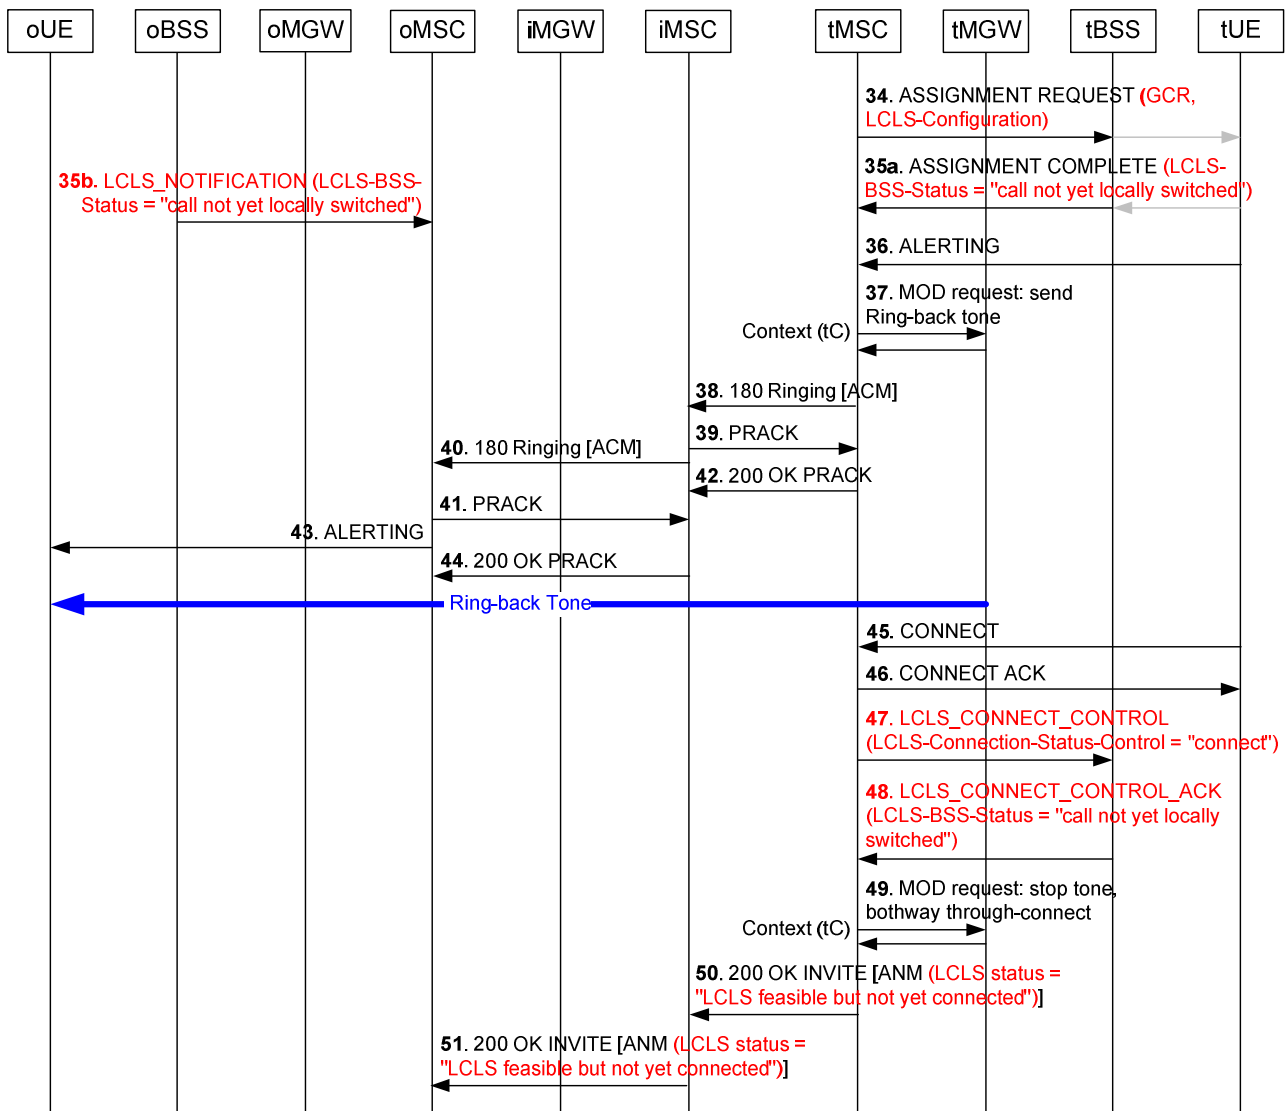 oUE oBSS oMGW oMSC iMGW iMSC tMSC tMGW tBSS tUE
34. ASSIGNMENT REQUEST (GCR,
LCLS-Configuration)
35a. ASSIGNMENT COMPLETE (LCLS-
BSS-Status = "call not yet locally switched")
35b. LCLS_NOTIFICATION (LCLS-BSS-
Status = "call not yet locally switched")
36. ALERTING
37. MOD request: send
Ring-back tone
Context (tC)
38. 180 Ringing [ACM]
39. PRACK
40. 180 Ringing [ACM]
42. 200 OK PRACK
41. PRACK
43. ALERTING
44. 200 OK PRACK
Ring-back Tone
45. CONNECT
46. CONNECT ACK
47. LCLS_CONNECT_CONTROL
(LCLS-Connection-Status-Control = "connect")
48. LCLS_CONNECT_CONTROL_ACK
(LCLS-BSS-Status = "call not yet locally
switched")
49. MOD request: stop tone,
bothway through-connect
Context (tC)
50. 200 OK INVITE [ANM (LCLS status =
"LCLS feasible but not yet connected")]
51. 200 OK INVITE [ANM (LCLS status =
"LCLS feasible but not yet connected")]